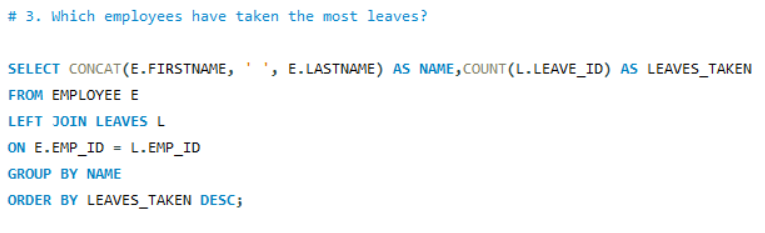 # 3. Which employees have taken the most leaves?
SELECT CONCAT(E.FIRSTNAME, ' ', E.LASTNAME) AS NAME,COUNT(L.LEAVE_ID) AS LEAVES_TAKEN
FROM EMPLOYEE E
LEFT JOIN LEAVES L
ON E.EMP_ID = L.EMP_ID
GROUP BY NAME
ORDER BY LEAVES_TAKEN DESC;